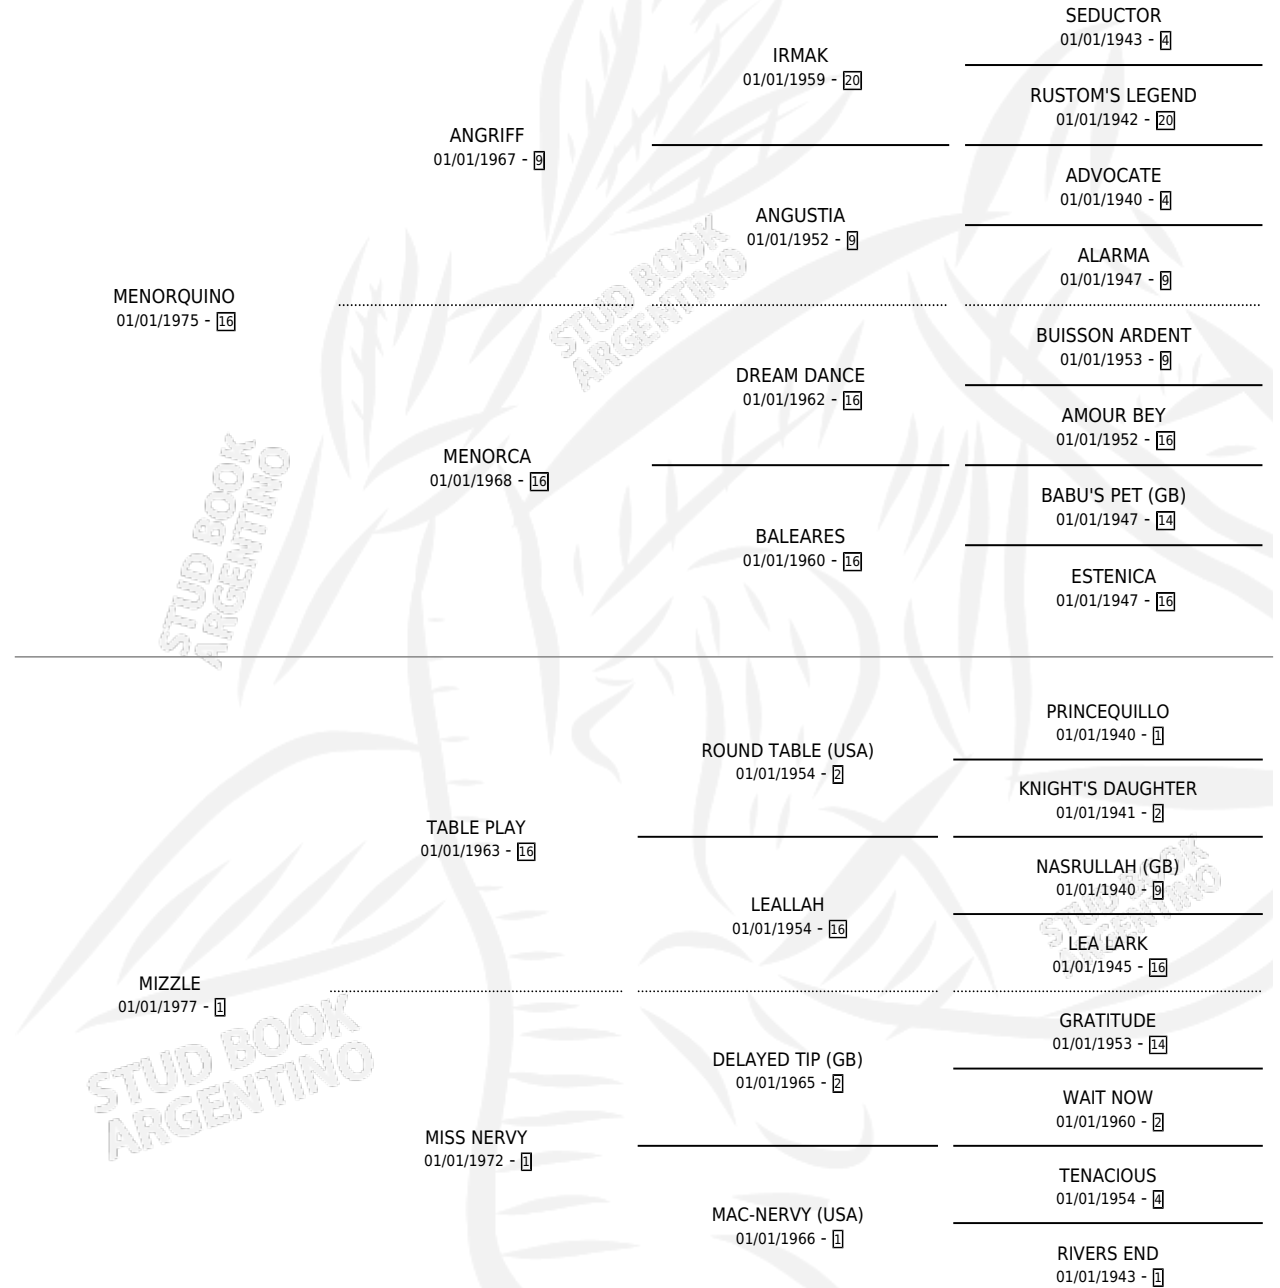 SEDUCTOR
01/01/1943 - 4
IRMAK
01/01/1959 - 20
RUSTOM'S LEGEND
01/01/1942 - 20
ANGRIFF
01/01/1967 - 9
ADVOCATE
01/01/1940 - 4
ANGUSTIA
01/01/1952 - 9
ALARMA
01/01/1947 - 9
MENORQUINO
01/01/1975 - 16
BUISSON ARDENT
01/01/1953 - 9
DREAM DANCE
01/01/1962 - 16
AMOUR BEY
01/01/1952 - 16
MENORCA
01/01/1968 - 16
BABU'S PET (GB)
01/01/1947 - 14
BALEARES
01/01/1960 - 16
ESTENICA
01/01/1947 - 16
PRINCEQUILLO
01/01/1940 - 1
ROUND TABLE (USA)
01/01/1954 - 2
KNIGHT'S DAUGHTER
01/01/1941 - 2
TABLE PLAY
01/01/1963 - 16
NASRULLAH (GB)
01/01/1940 - 9
LEALLAH
01/01/1954 - 16
LEA LARK
01/01/1945 - 16
MIZZLE
01/01/1977 - 1
GRATITUDE
01/01/1953 - 14
DELAYED TIP (GB)
01/01/1965 - 2
WAIT NOW
01/01/1960 - 2
MISS NERVY
01/01/1972 - 1
TENACIOUS
01/01/1954 - 4
MAC-NERVY (USA)
01/01/1966 - 1
RIVERS END
01/01/1943 - 1
STUD BOOK
ARGENTINO
STUD BOOK
ARGENTINO
STUD BOOK
ARGENTINO
STUD BOOK
ARGENTINO